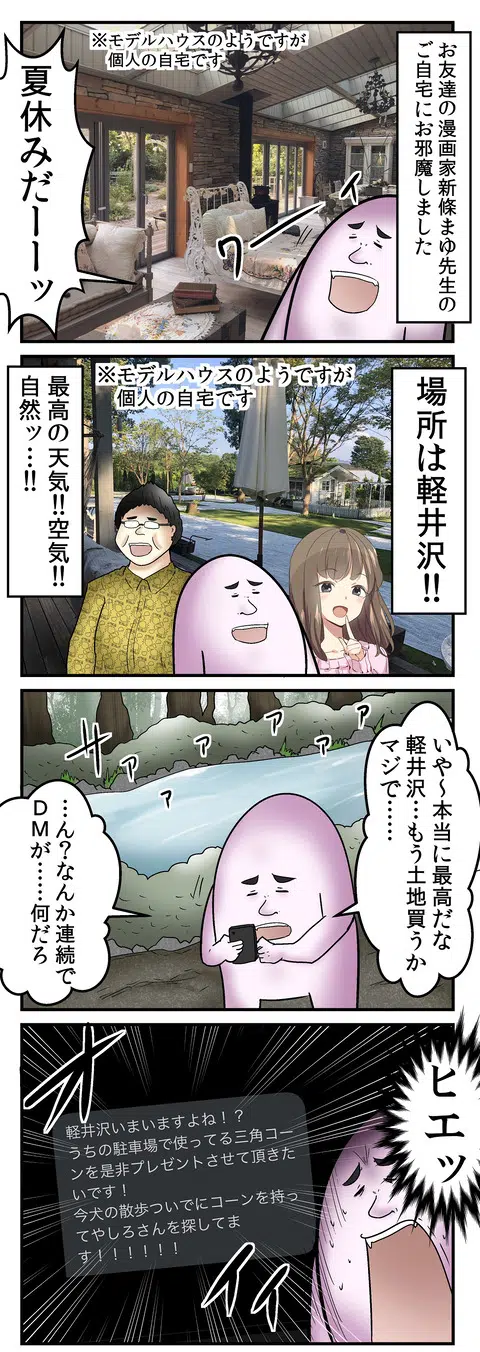 お友達の漫画家新條まゆ先生の
ご自宅にお邪魔しました
※モデルハウスのようですが
個人の自宅です
夏休みだーーッ
ワーイ
場所は軽井沢!!
※モデルハウスのようですが
個人の自宅です
最高の天気!!空気!!
自然ッ…!!
いや〜本当に最高だな
軽井沢…もう土地買うか
マジで……
サァァァァ
…ん?なんか連続で
DMが……何だろ
ヒエッ
軽井沢いまいますよね!?
うちの駐車場で使ってる三角コー
ンを是非プレゼントさせて頂きた
いです!
今犬の散歩ついでにコーンを持っ
てやしろさんを探してま
す!!!!!!